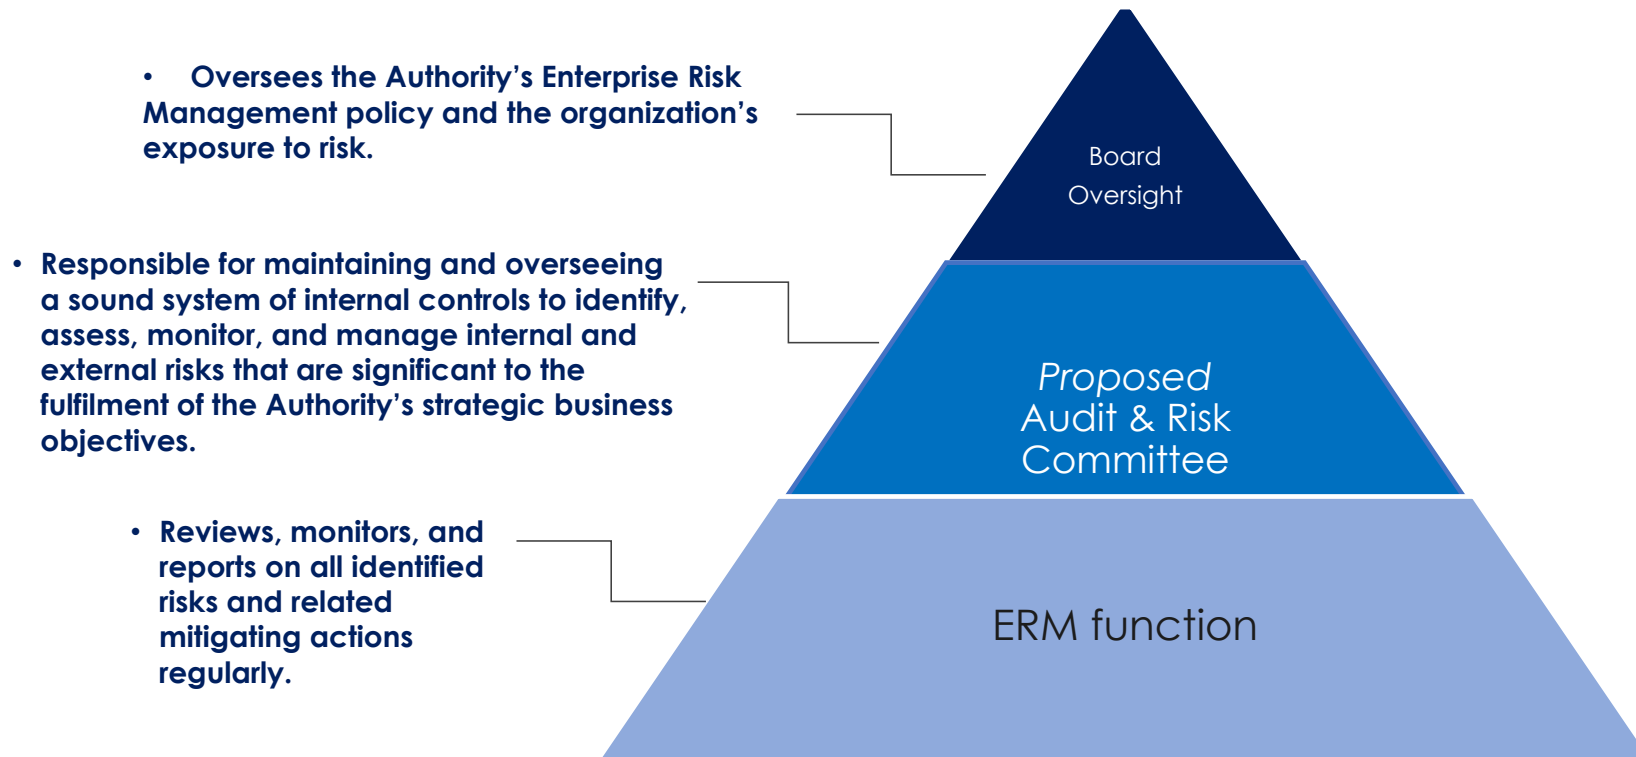 • Oversees the Authority’s Enterprise Risk
Management policy and the organization’s
exposure to risk.
Board
Oversight
• Responsible for maintaining and overseeing
a sound system of internal controls to identify,
assess, monitor, and manage internal and
external risks that are significant to the
fulfilment of the Authority’s strategic business
objectives.
Proposed
Audit & Risk
Committee
• Reviews, monitors, and
reports on all identified
risks and related
mitigating actions
regularly.
ERM function